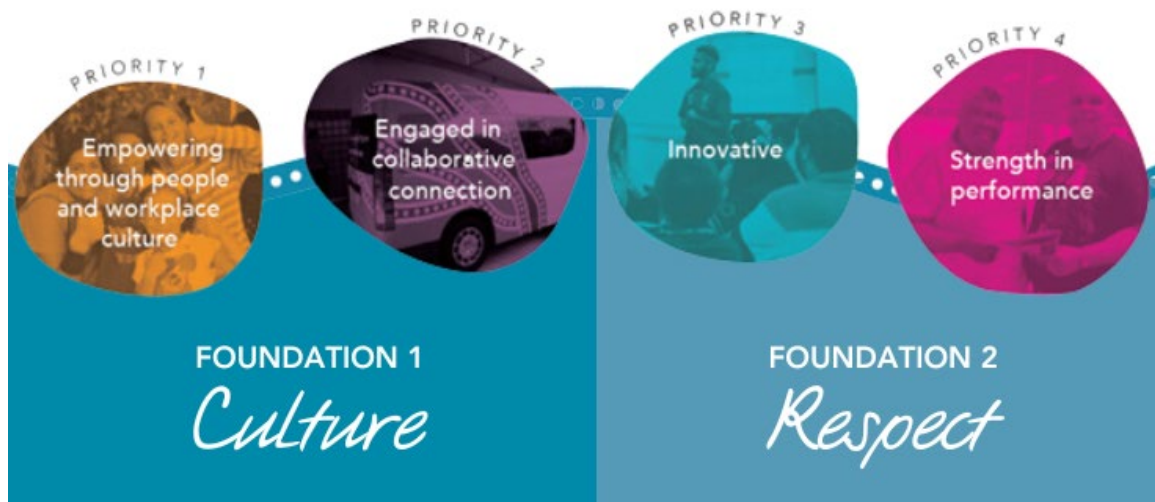 PRIORITY 1
Empowering
through people
and workplace
culture
PRIORITY 2
Engaged in
collaborative
connection
PRIORITY 3
Innovative
PRIORITY 4
Strength in
performance
FOUNDATION 1
Culture
FOUNDATION 2
Respect